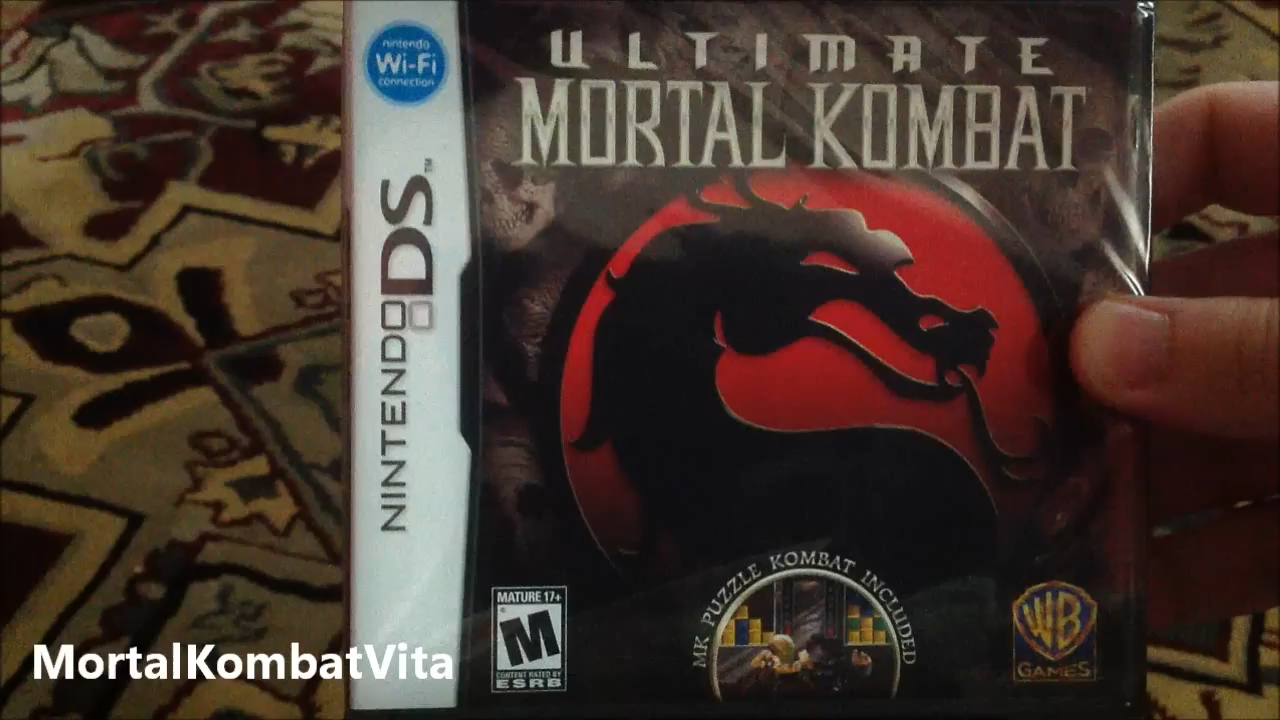 nintendo
Wi-Fi
connection
NINTENDO DS™
ULTIMATE
MORTAL KOMBAT
MK PUZZLE KOMBAT INCLUDED
MATURE 17+
M
CONTENT RATED BY
ESRB
WB
GAMES
MortalKombatVita